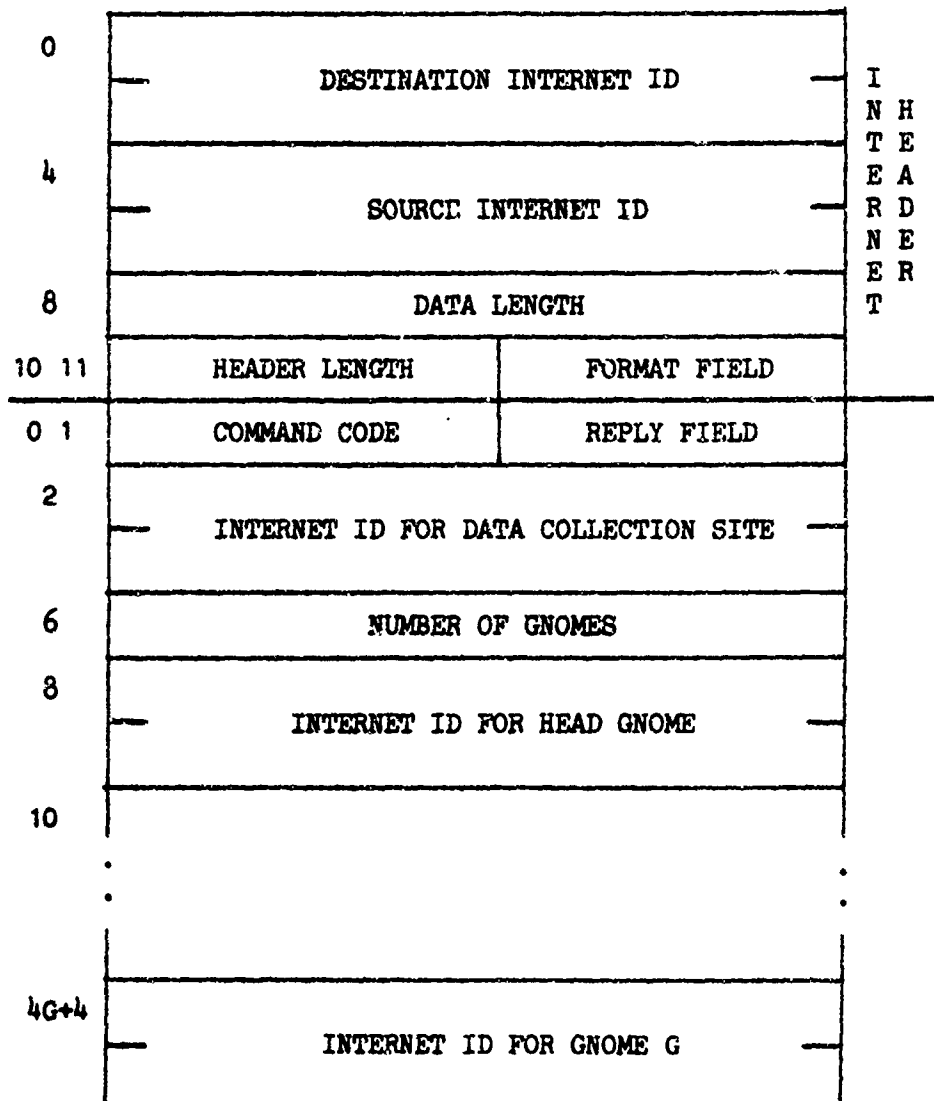 0
DESTINATION INTERNET ID
4
SOURCE INTERNET ID
8
DATA LENGTH
10 11
HEADER LENGTH
FORMAT FIELD
INTERNET
HEADER
0 1
COMMAND CODE
REPLY FIELD
2
INTERNET ID FOR DATA COLLECTION SITE
6
NUMBER OF GNOMES
8
INTERNET ID FOR HEAD GNOME
10
4G+4
INTERNET ID FOR GNOME G